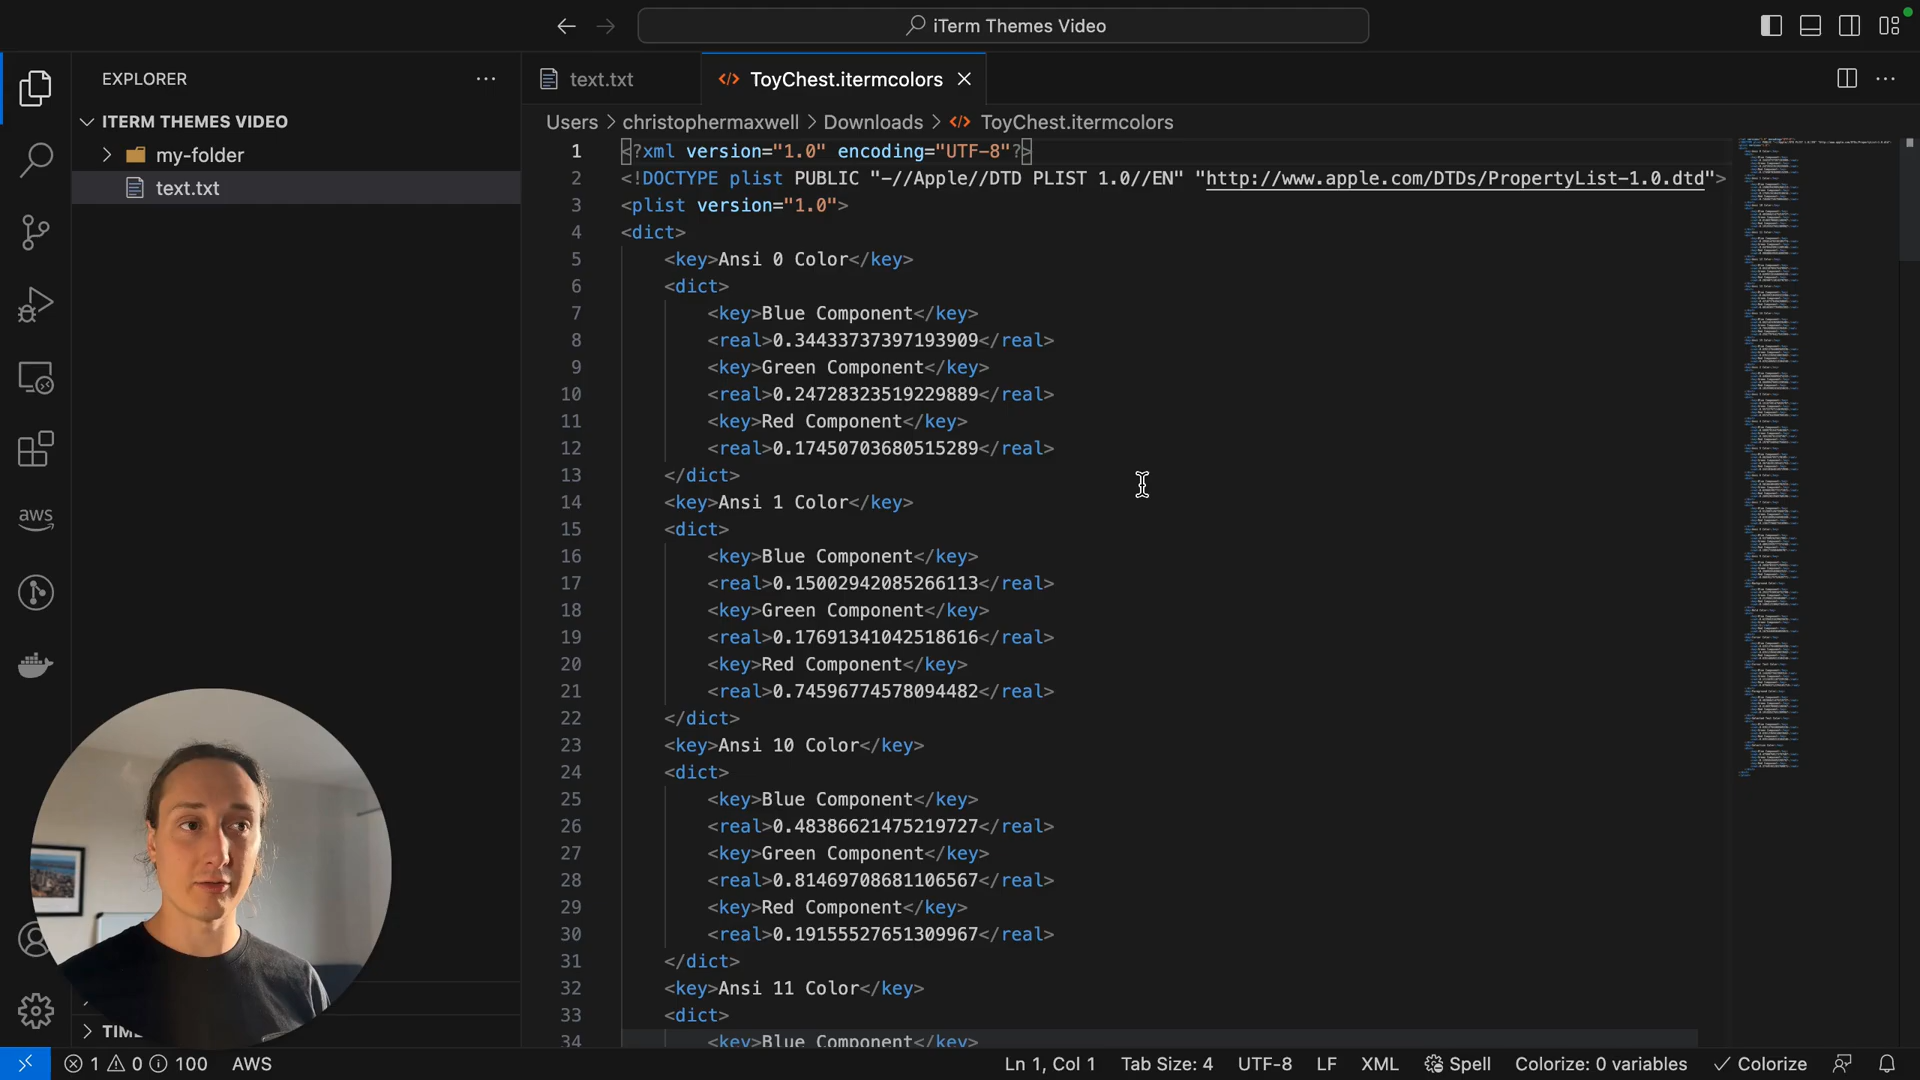 iTerm Themes Video
EXPLORER
ITERM THEMES VIDEO
my-folder
text.txt
aws
TIM
text.txt
ToyChest.itermcolors
Users > christophermaxwell > Downloads > ToyChest.itermcolors
1 <?xml version="1.0" encoding="UTF-8"?>
2 <!DOCTYPE plist PUBLIC "-//Apple//DTD PLIST 1.0//EN" "http://www.apple.com/DTDs/PropertyList-1.0.dtd">
3 <plist version="1.0">
4 <dict>
5 <key>Ansi 0 Color</key>
6 <dict>
7 <key>Blue Component</key>
8 <real>0.34433737397193909</real>
9 <key>Green Component</key>
10 <real>0.24728323519229889</real>
11 <key>Red Component</key>
12 <real>0.17450703680515289</real>
13 </dict>
14 <key>Ansi 1 Color</key>
15 <dict>
16 <key>Blue Component</key>
17 <real>0.15002942085266113</real>
18 <key>Green Component</key>
19 <real>0.17691341042518616</real>
20 <key>Red Component</key>
21 <real>0.74596774578094482</real>
22 </dict>
23 <key>Ansi 10 Color</key>
24 <dict>
25 <key>Blue Component</key>
26 <real>0.48386621475219727</real>
27 <key>Green Component</key>
28 <real>0.81469708681106567</real>
29 <key>Red Component</key>
30 <real>0.19155527651309967</real>
31 </dict>
32 <key>Ansi 11 Color</key>
33 <dict>
34 <key>Blue Component</key>
1 0 100 AWS
Ln 1, Col 1 Tab Size: 4 UTF-8 LF XML Spell Colorize: 0 variables Colorize